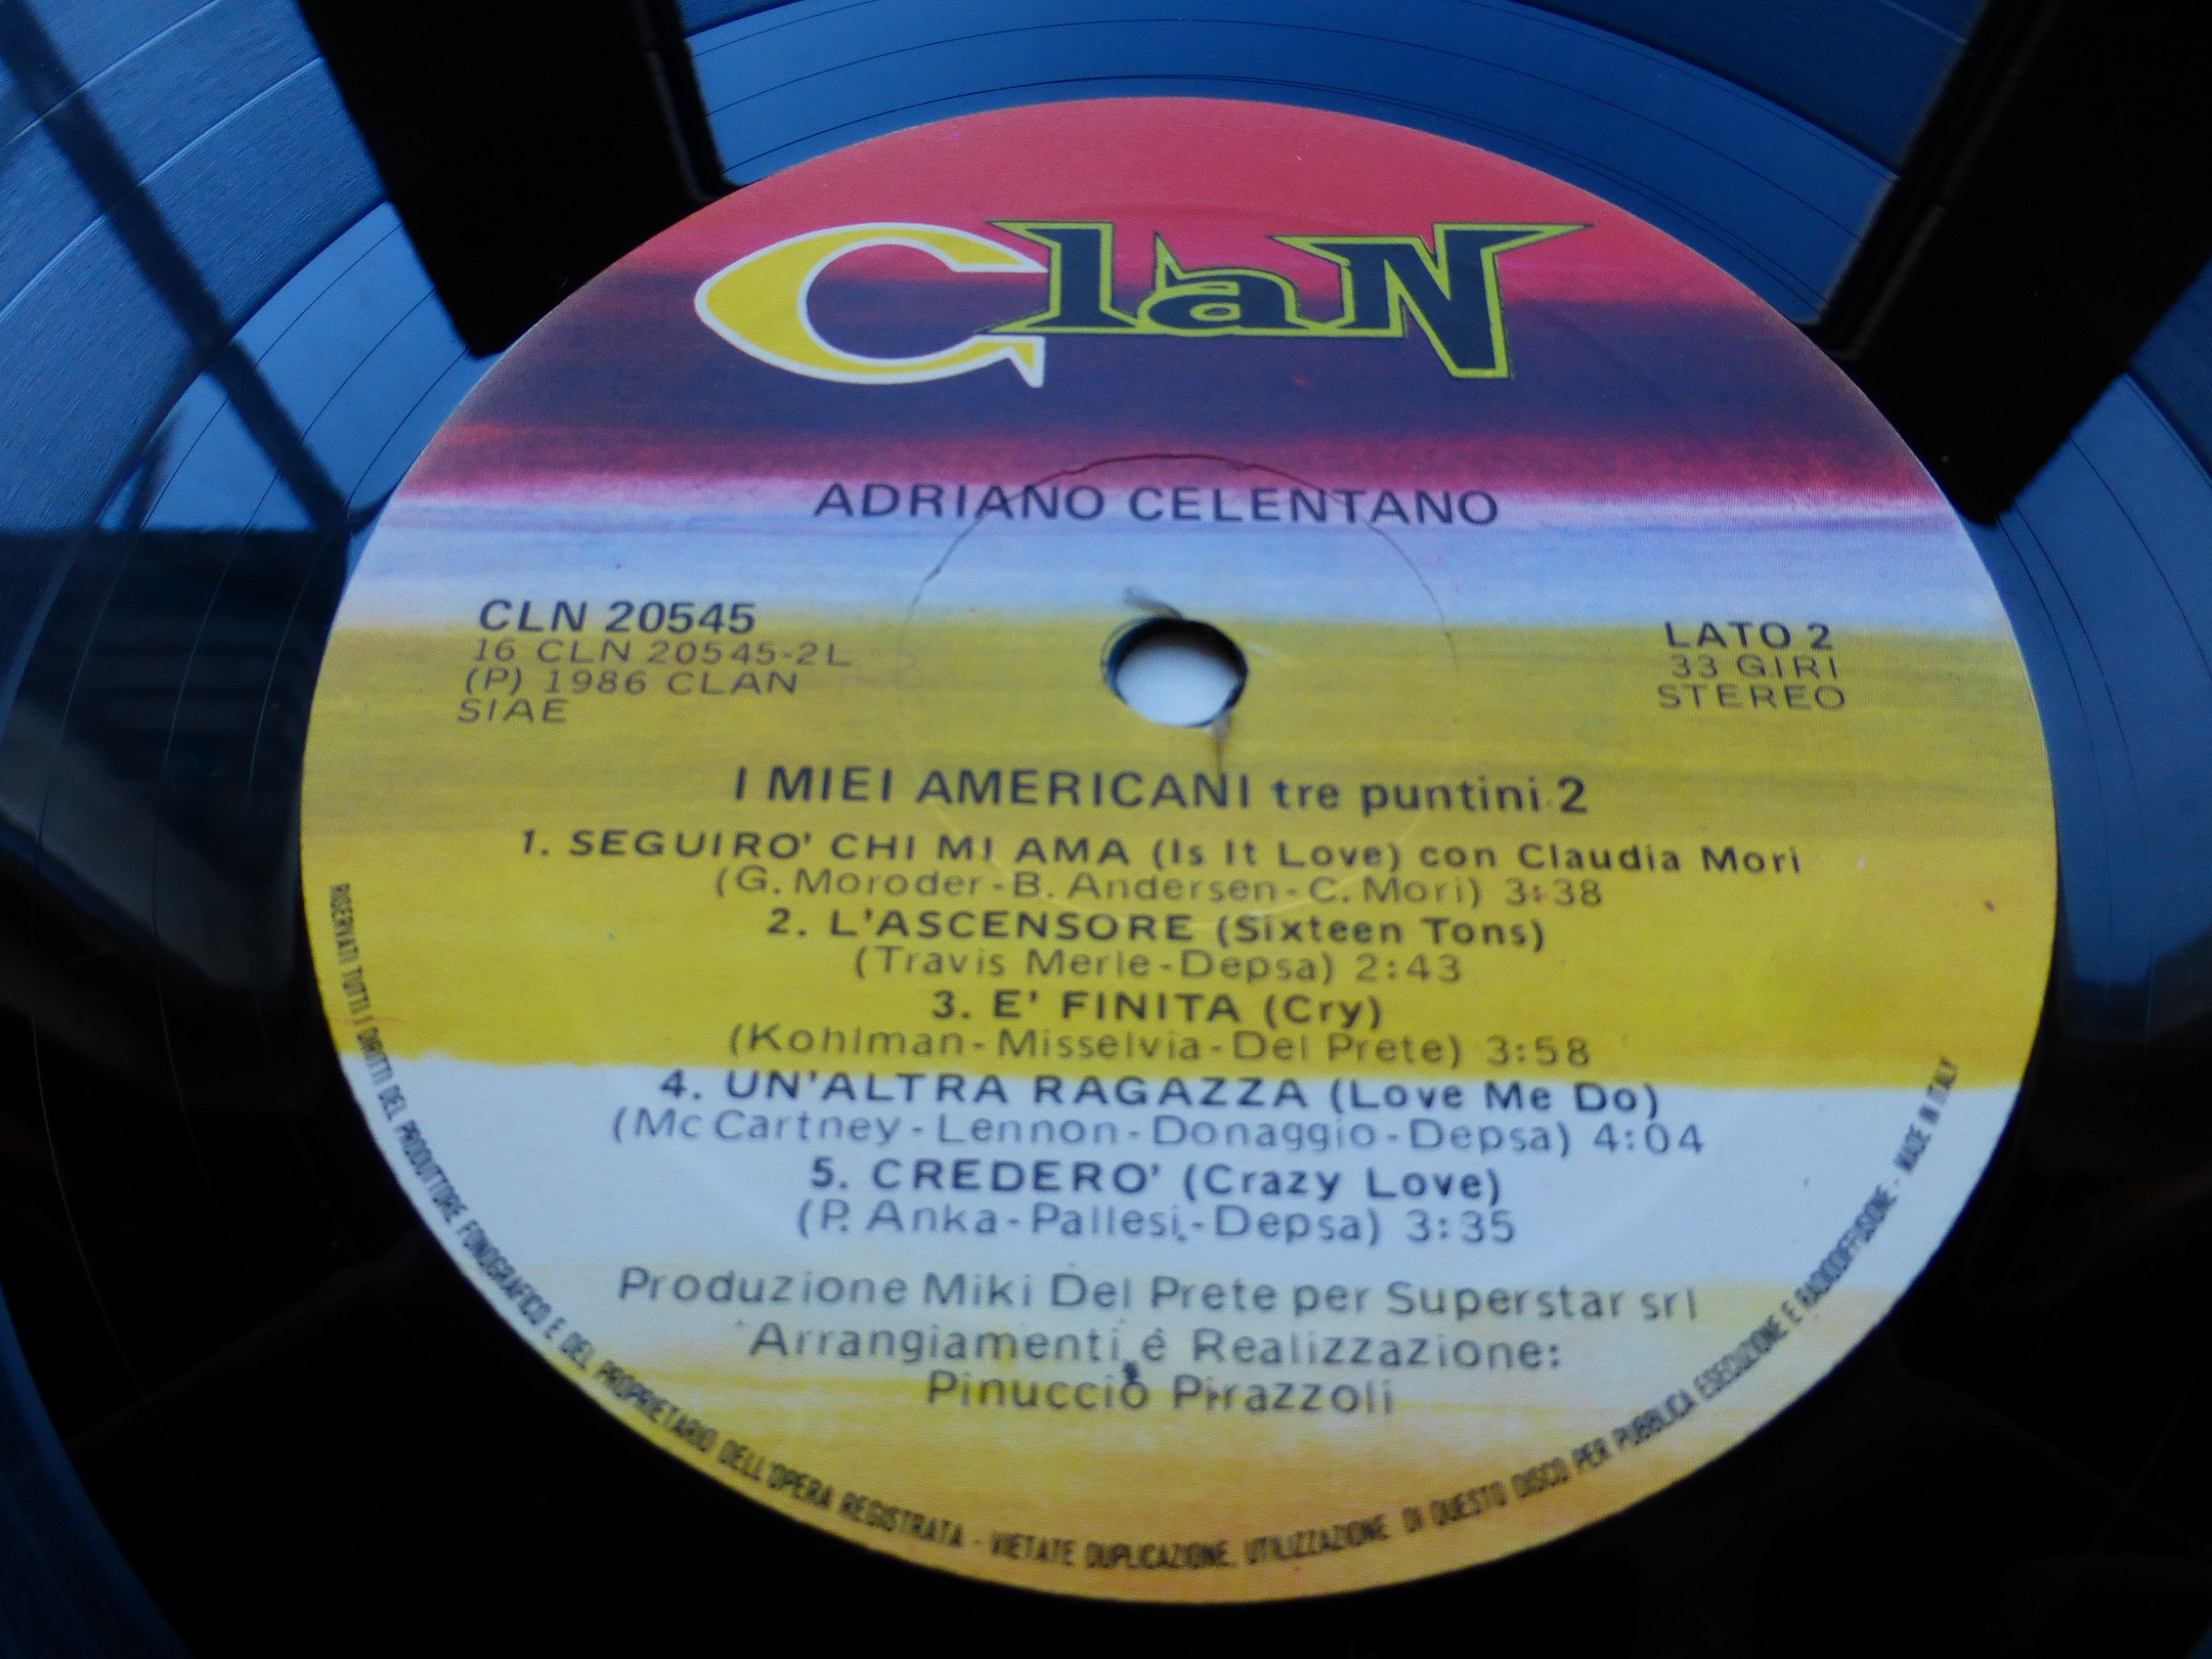 ClaN
ADRIANO CELENTANO
CLN 20545
16 CLN 20545-2L
(P) 1986 CLAN
SIAE
LATO 2
33 GIRI
STEREO
I MIEI AMERICANI tre puntini 2
1. SEGUIRO' CHI MI AMA (Is It Love) con Claudia Mori
(G. Moroder-B. Andersen-C. Mori) 3:38
2. L'ASCENSORE (Sixteen Tons)
(Travis Merle-Depsa) 2:43
3. E' FINITA (Cry)
(Kohlman-Misselvia-Del Prete) 3:58
4. UN'ALTRA RAGAZZA (Love Me Do)
(Mc Cartney-Lennon-Donaggio-Depsa) 4:04
5. CREDERO' (Crazy Love)
(P. Anka-Pallesi-Depsa) 3:35
Produzione Miki Del Prete per Superstar srl
Arrangiamenti e Realizzazione:
Pinuccio Pirazzoli
RISERVATI TUTTI I DIRITTI DEL PRODUTTORE FONOGRAFICO E DEL PROPRIETARIO DELL'OPERA REGISTRATA - VIETATE DUPLICAZIONE, UTILIZZAZIONE DI QUESTO DISCO PER PUBBLICA ESECUZIONE E RADIODIFFUSIONE - MADE IN ITALY